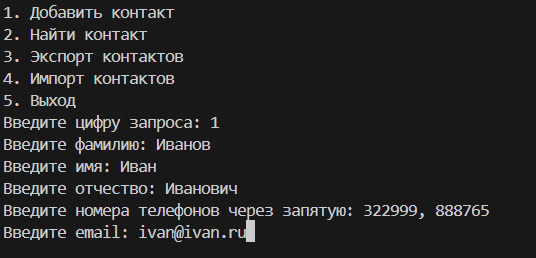 1. Добавить контакт
2. Найти контакт
3. Экспорт контактов
4. Импорт контактов
5. Выход
Введите цифру запроса: 1
Введите фамилию: Иванов
Введите имя: Иван
Введите отчество: Иванович
Введите номера телефонов через запятую: 322999, 888765
Введите email: ivan@ivan.ru